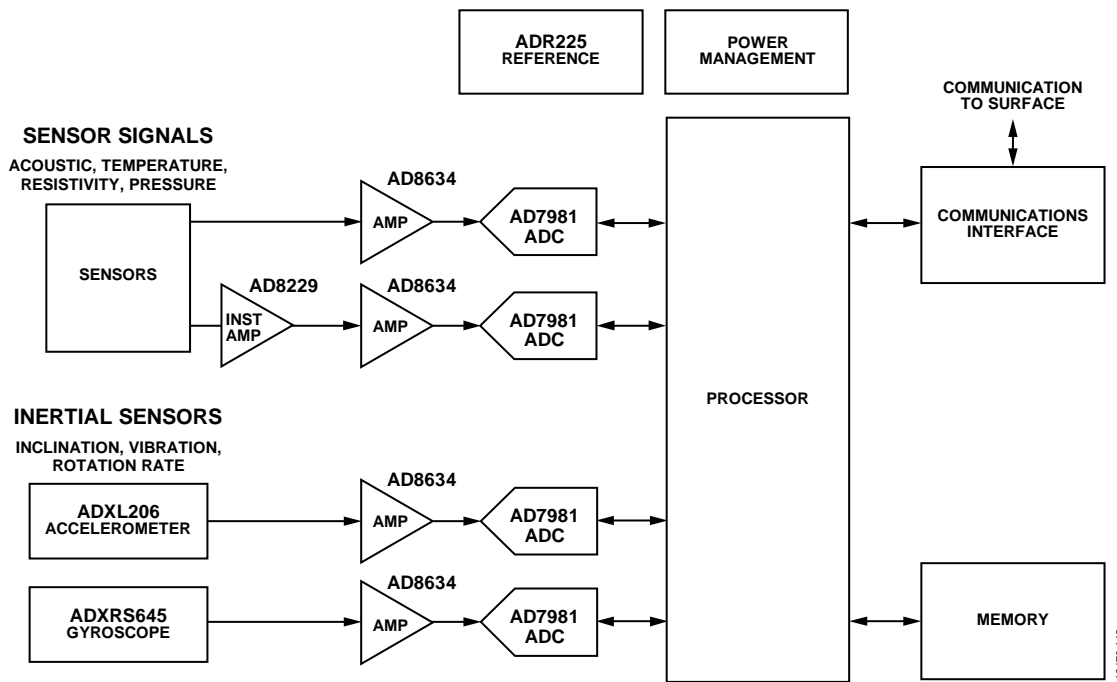 ADR225
REFERENCE
POWER
MANAGEMENT
COMMUNICATION
TO SURFACE
SENSOR SIGNALS
ACOUSTIC, TEMPERATURE,
RESISTIVITY, PRESSURE
SENSORS
AD8634
AMP
AD7981
ADC
AD8229
INST
AMP
AD8634
AMP
AD7981
ADC
PROCESSOR
COMMUNICATIONS
INTERFACE
INERTIAL SENSORS
INCLINATION, VIBRATION,
ROTATION RATE
ADXL206
ACCELEROMETER
AD8634
AMP
AD7981
ADC
ADXRS645
GYROSCOPE
AD8634
AMP
AD7981
ADC
MEMORY